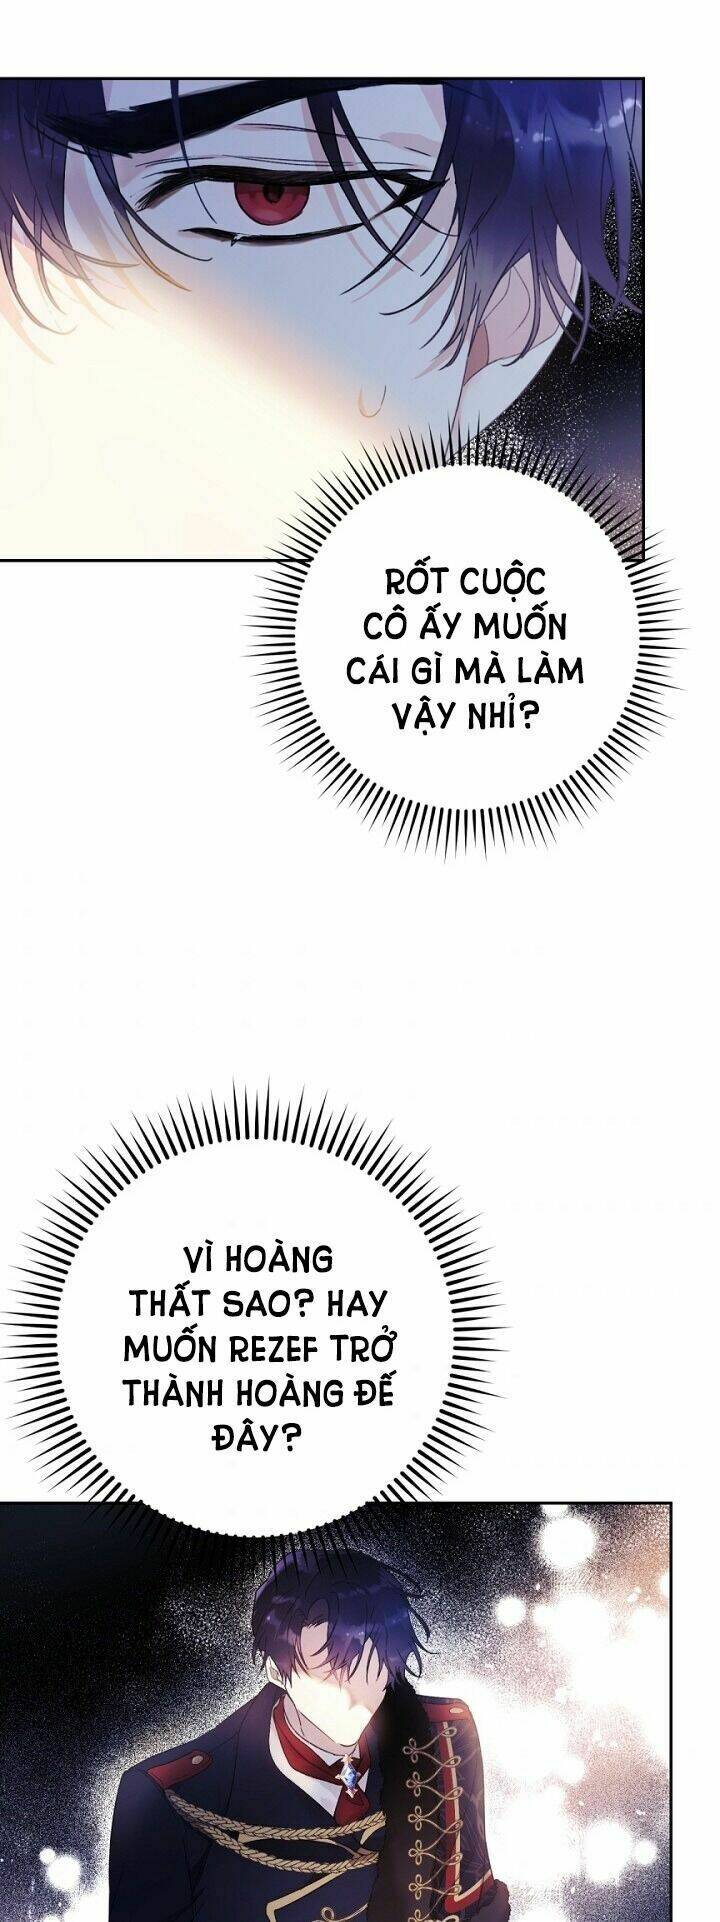 RỐT CUỘC
CÔ ẤY MUỐN
CÁI GÌ MÀ LÀM
VẬY NHỈ?
VÌ HOÀNG
THẤT SAO? HAY
MUỐN REZEF TRỞ
THÀNH HOÀNG ĐẾ
ĐÂY?